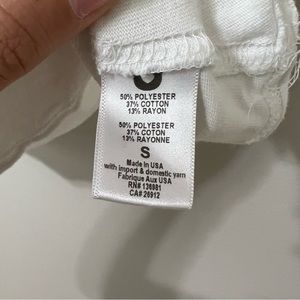 50% POLYESTER
37% COTTON
13% RAYON
50% POLYESTER
37% COTON
13% RAYONNE
S
Made in USA
with import & domestic yarn
Fabrique Aux USA
RN# 136981
CA# 26912